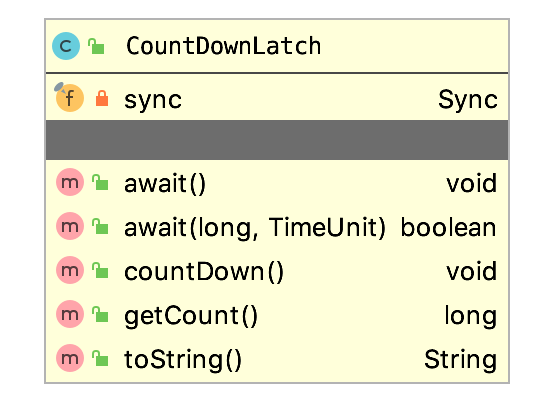 C CountDownLatch
f sync Sync
m await() void
m await(long, TimeUnit) boolean
m countDown() void
m getCount() long
m toString() String